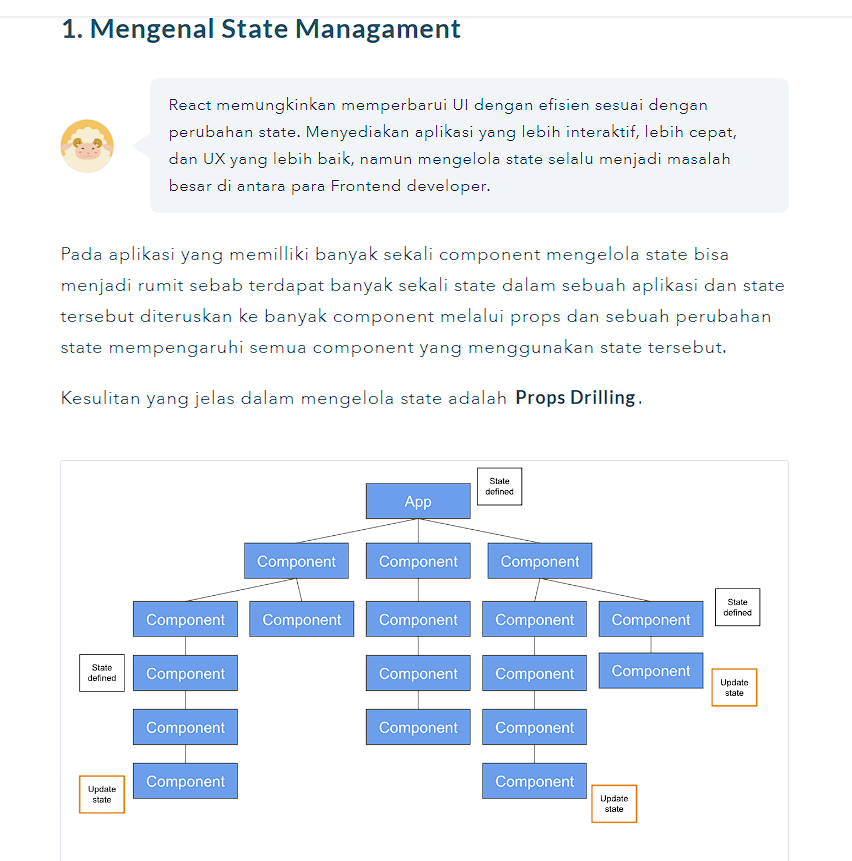 1. Mengenal State Managament
React memungkinkan memperbarui UI dengan efisien sesuai dengan
perubahan state. Menyediakan aplikasi yang lebih interaktif, lebih cepat,
dan UX yang lebih baik, namun mengelola state selalu menjadi masalah
besar di antara para Frontend developer.
Pada aplikasi yang memilliki banyak sekali component mengelola state bisa
menjadi rumit sebab terdapat banyak sekali state dalam sebuah aplikasi dan state
tersebut diteruskan ke banyak component melalui props dan sebuah perubahan
state mempengaruhi semua component yang menggunakan state tersebut.
Kesulitan yang jelas dalam mengelola state adalah Props Drilling.
App
State
defined
Component
Component
Component
Component
Component
Component
Component
Component
State
defined
State
defined
Component
Component
Component
Component
Update
state
Component
Component
Component
Update
state
Component
Component
Update
state